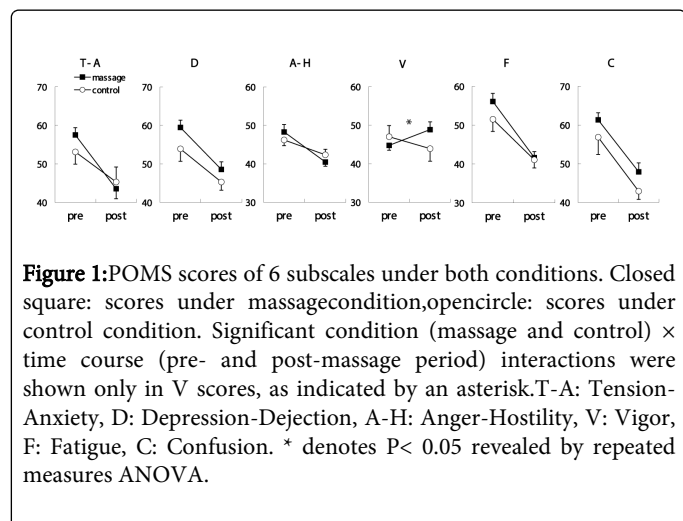 T- A D A- H V F C
massage
control
70 70 60 60 60 70
60 60 50 50 50 60
50 50 40 40 40 50
40 40 30 30 30 40
*
pre post pre post pre post pre post pre post pre post
Figure 1:POMS scores of 6 subscales under both conditions. Closed
square: scores under massagecondition,opencircle: scores under
control condition. Significant condition (massage and control) ×
time course (pre- and post-massage period) interactions were
shown only in V scores, as indicated by an asterisk.T-A: Tension-
Anxiety, D: Depression-Dejection, A-H: Anger-Hostility, V: Vigor,
F: Fatigue, C: Confusion. * denotes P< 0.05 revealed by repeated
measures ANOVA.